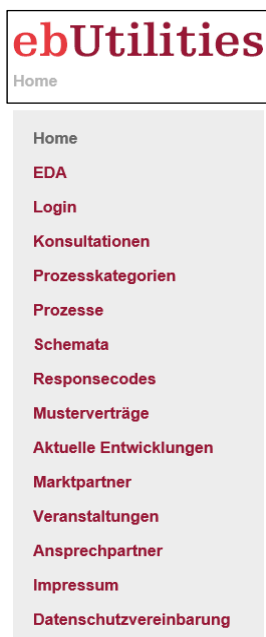 ebUtilities
Home
Home
EDA
Login
Konsultationen
Prozesskategorien
Prozesse
Schemata
Responsecodes
Musterverträge
Aktuelle Entwicklungen
Marktpartner
Veranstaltungen
Ansprechpartner
Impressum
Datenschutzvereinbarung